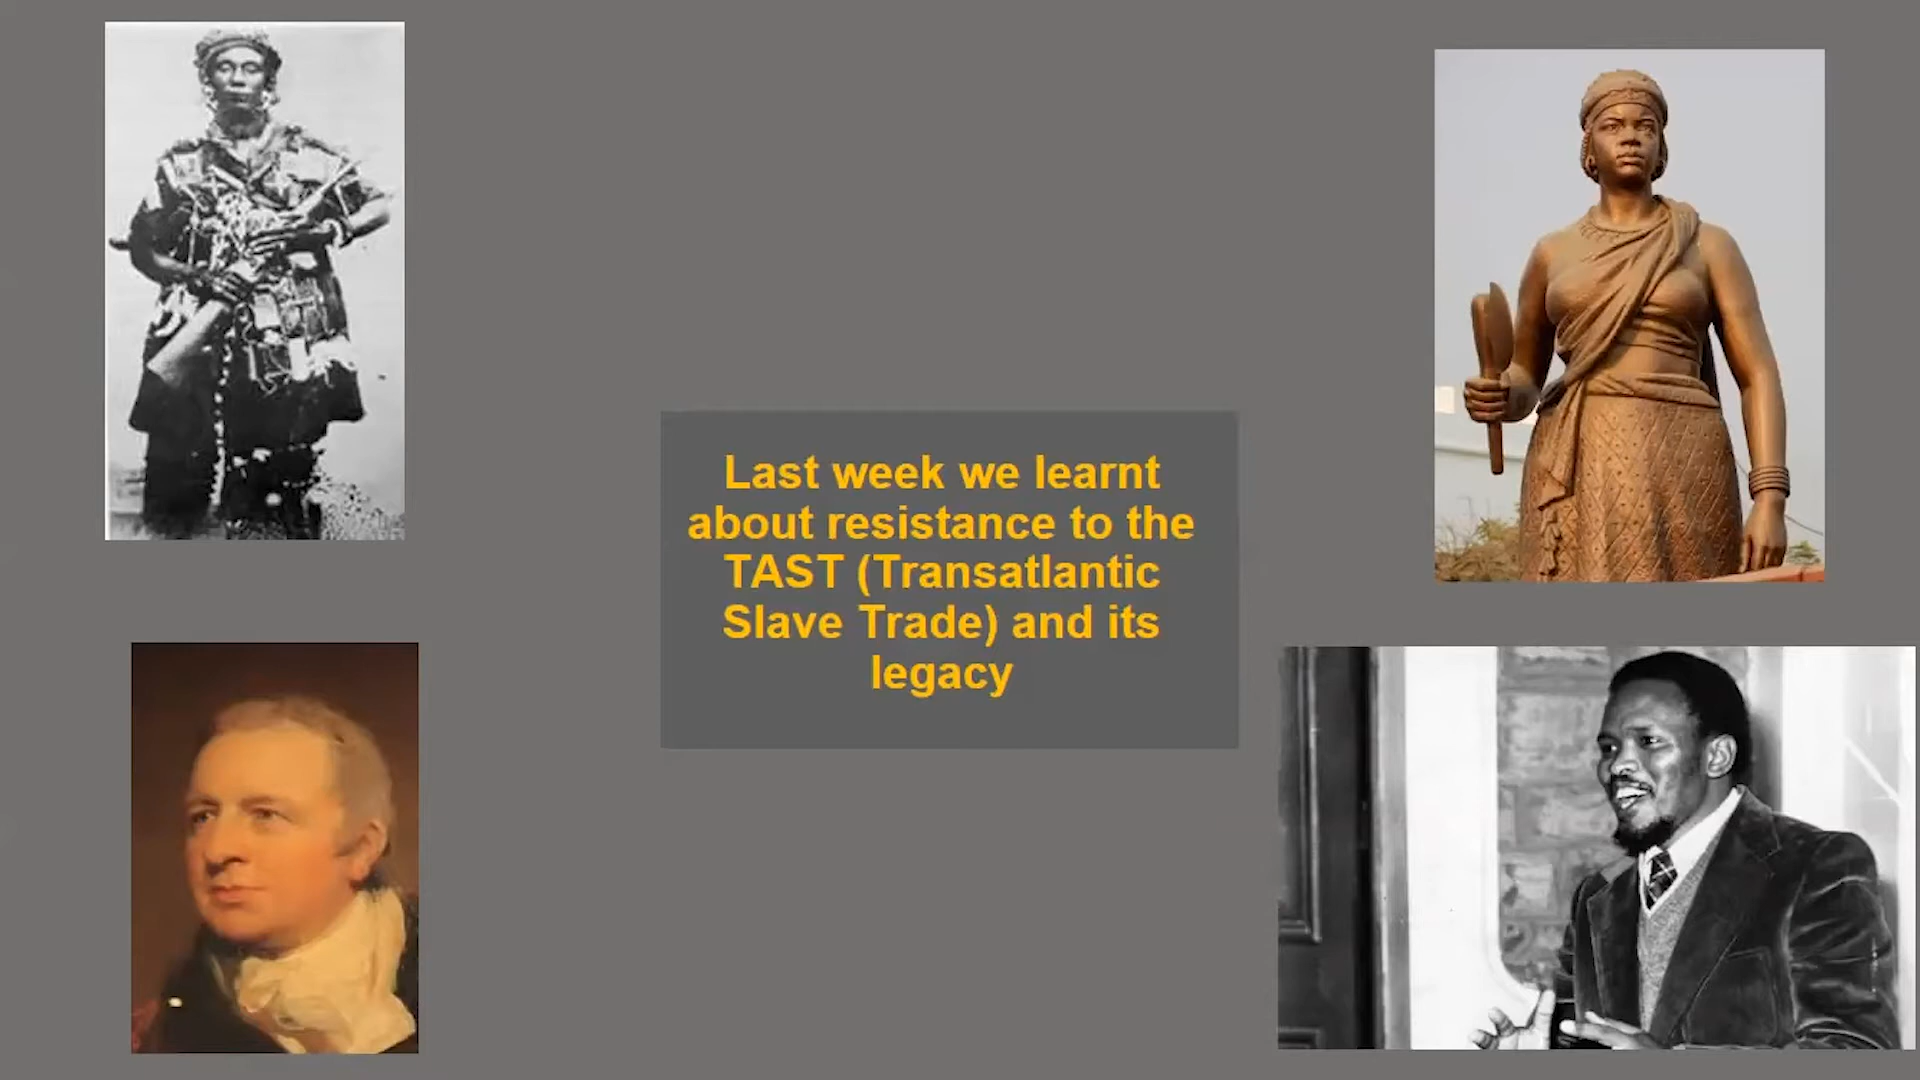 Last week we learnt
about resistance to the
TAST (Transatlantic
Slave Trade) and its
legacy